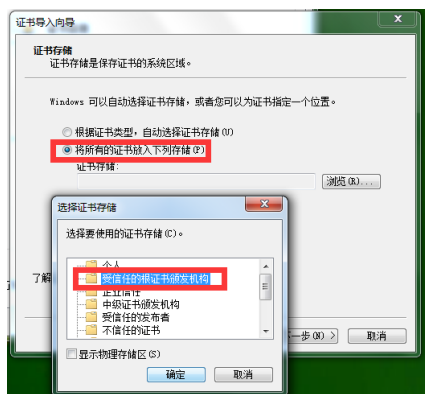 证书导入向导
证书存储
证书存储是保存证书的系统区域。
Windows 可以自动选择证书存储，或者您可以为证书指定一个位置。
根据证书类型，自动选择证书存储(U)
将所有的证书放入下列存储(P)
证书存储:
浏览(R)...
选择证书存储
选择要使用的证书存储(C)。
个人
受信任的根证书颁发机构
企业信任
中级证书颁发机构
受信任的发布者
不信任的证书
显示物理存储区(S)
确定
取消
了解
一步(N) >
取消